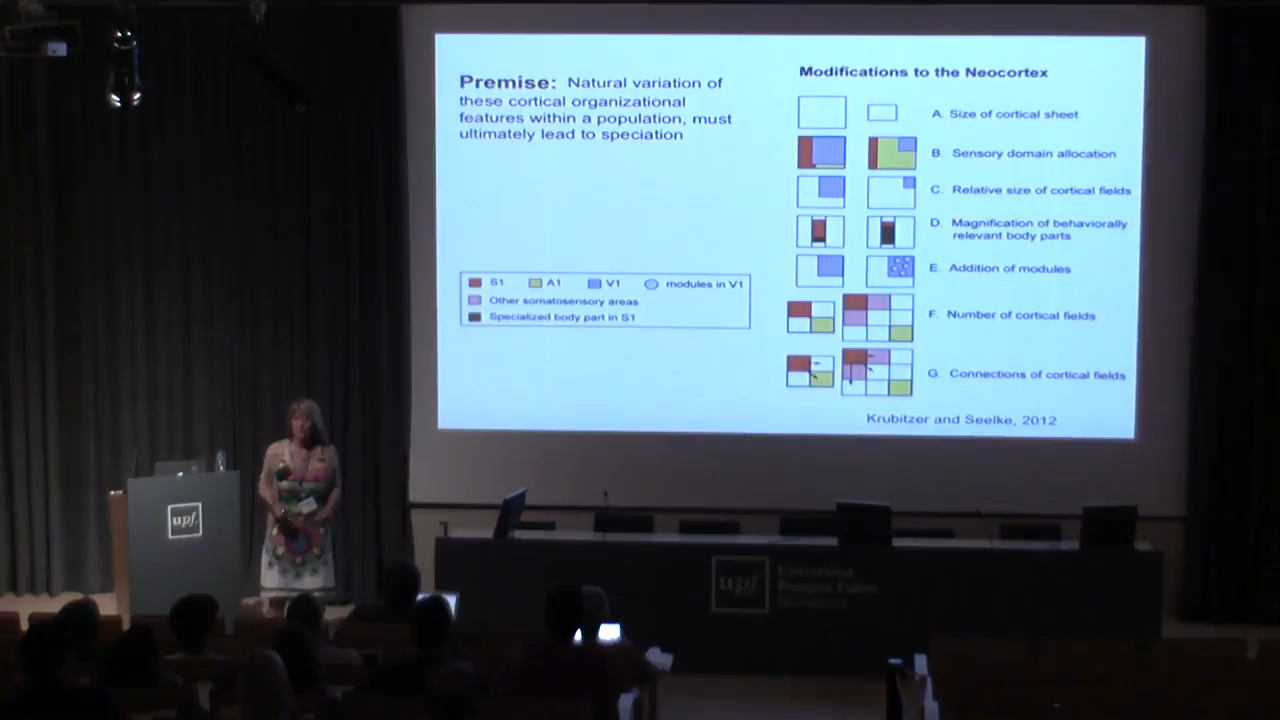 Premise: Natural variation of
these cortical organizational
features within a population, must
ultimately lead to speciation
S1 A1 V1 modules in V1
Other somatosensory areas
Specialized body part in S1
Modifications to the Neocortex
A. Size of cortical sheet
B. Sensory domain allocation
C. Relative size of cortical fields
D. Magnification of behaviorally
relevant body parts
E. Addition of modules
F. Number of cortical fields
G. Connections of cortical fields
Krubitzer and Seelke, 2012
upf.
upf.
Universitat
Pompeu Fabra